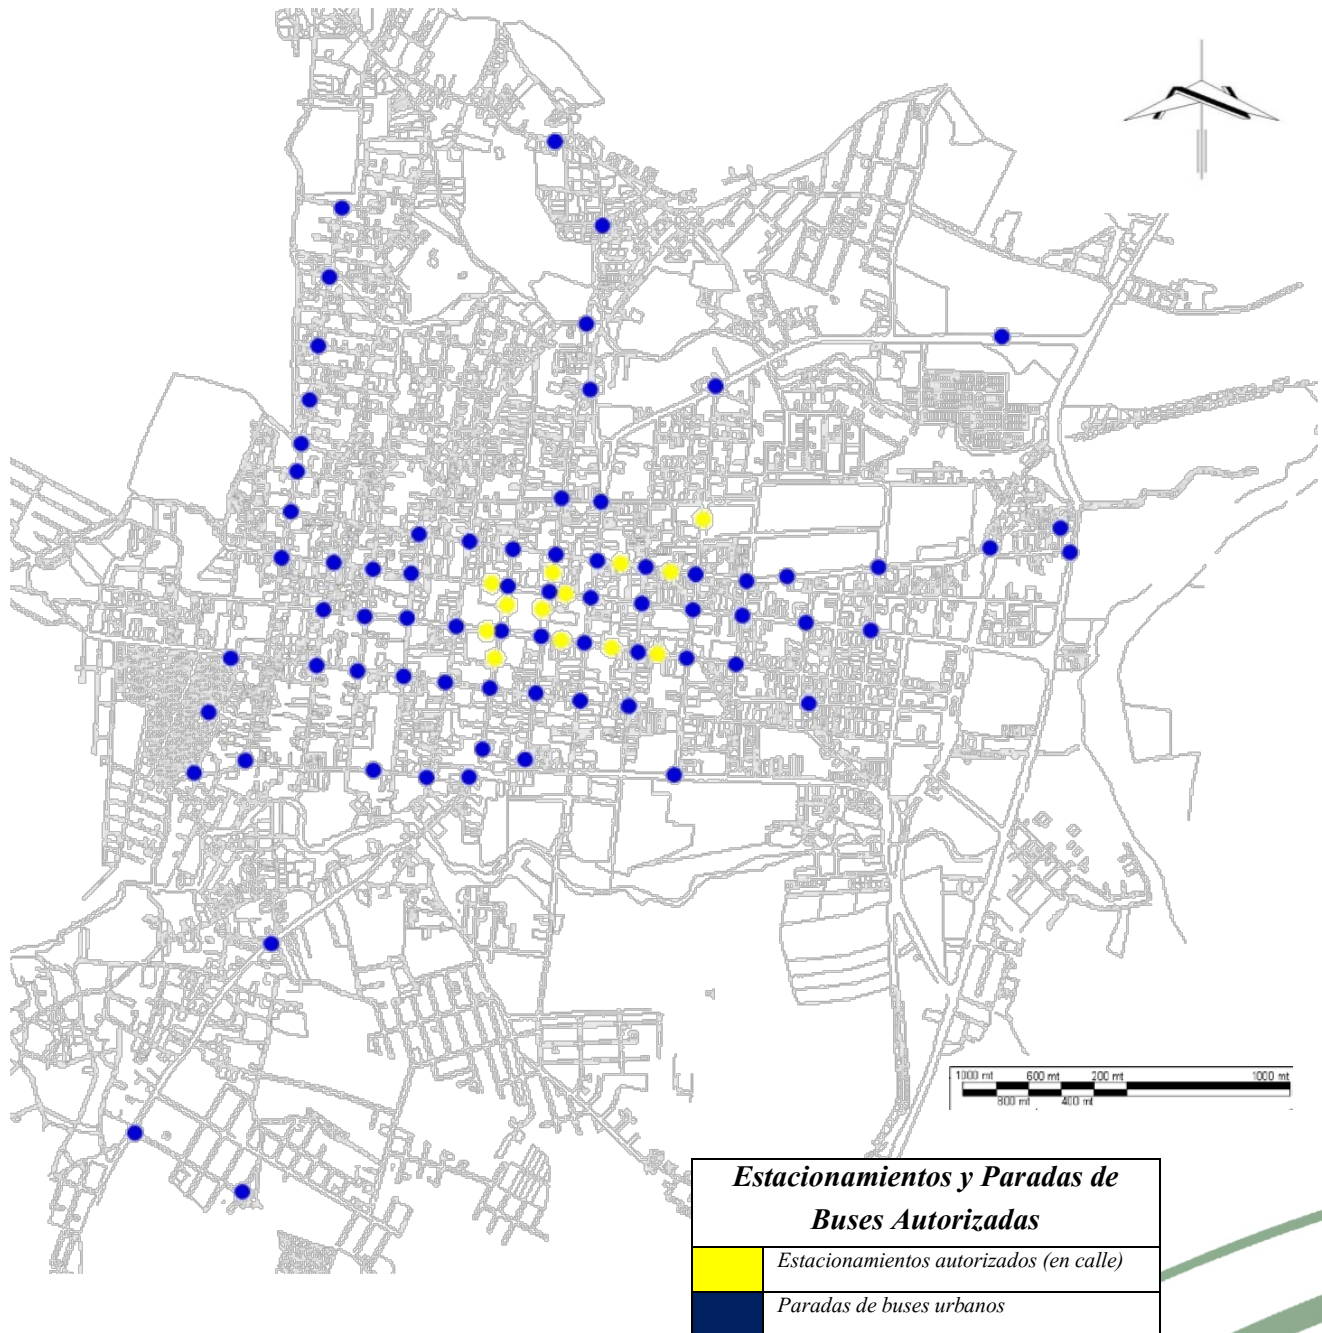 1000 mt 600 mt 200 mt 1000 mt
800 mt 400 mt
Estacionamientos y Paradas de
Buses Autorizadas
Estacionamientos autorizados (en calle)
Paradas de buses urbanos